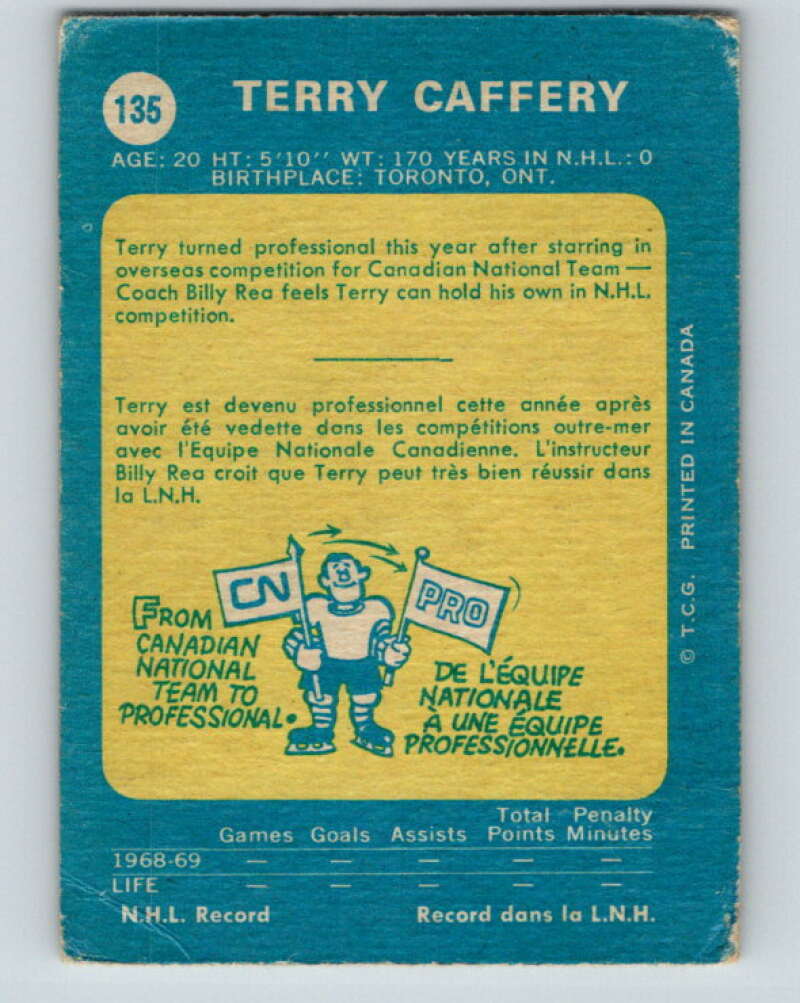 135
TERRY CAFFERY
AGE: 20 HT: 5'10'' WT: 170 YEARS IN N.H.L.: 0
BIRTHPLACE: TORONTO, ONT.
Terry turned professional this year after starring in
overseas competition for Canadian National Team —
Coach Billy Rea feels Terry can hold his own in N.H.L.
competition.
Terry est devenu professionnel cette année après
avoir été vedette dans les compétitions outre-mer
avec l'Equipe Nationale Canadienne. L'instructeur
Billy Rea croit que Terry peut très bien réussir dans
la L.N.H.
CN
PRO
FROM
CANADIAN
NATIONAL
TEAM TO
PROFESSIONAL.
DE L'ÉQUIPE
NATIONALE
À UNE ÉQUIPE
PROFESSIONNELLE.
© T.C.G. PRINTED IN CANADA
Total Penalty
Games Goals Assists Points Minutes
1968-69 — — — — —
LIFE — — — — —
N.H.L. Record Record dans la L.N.H.